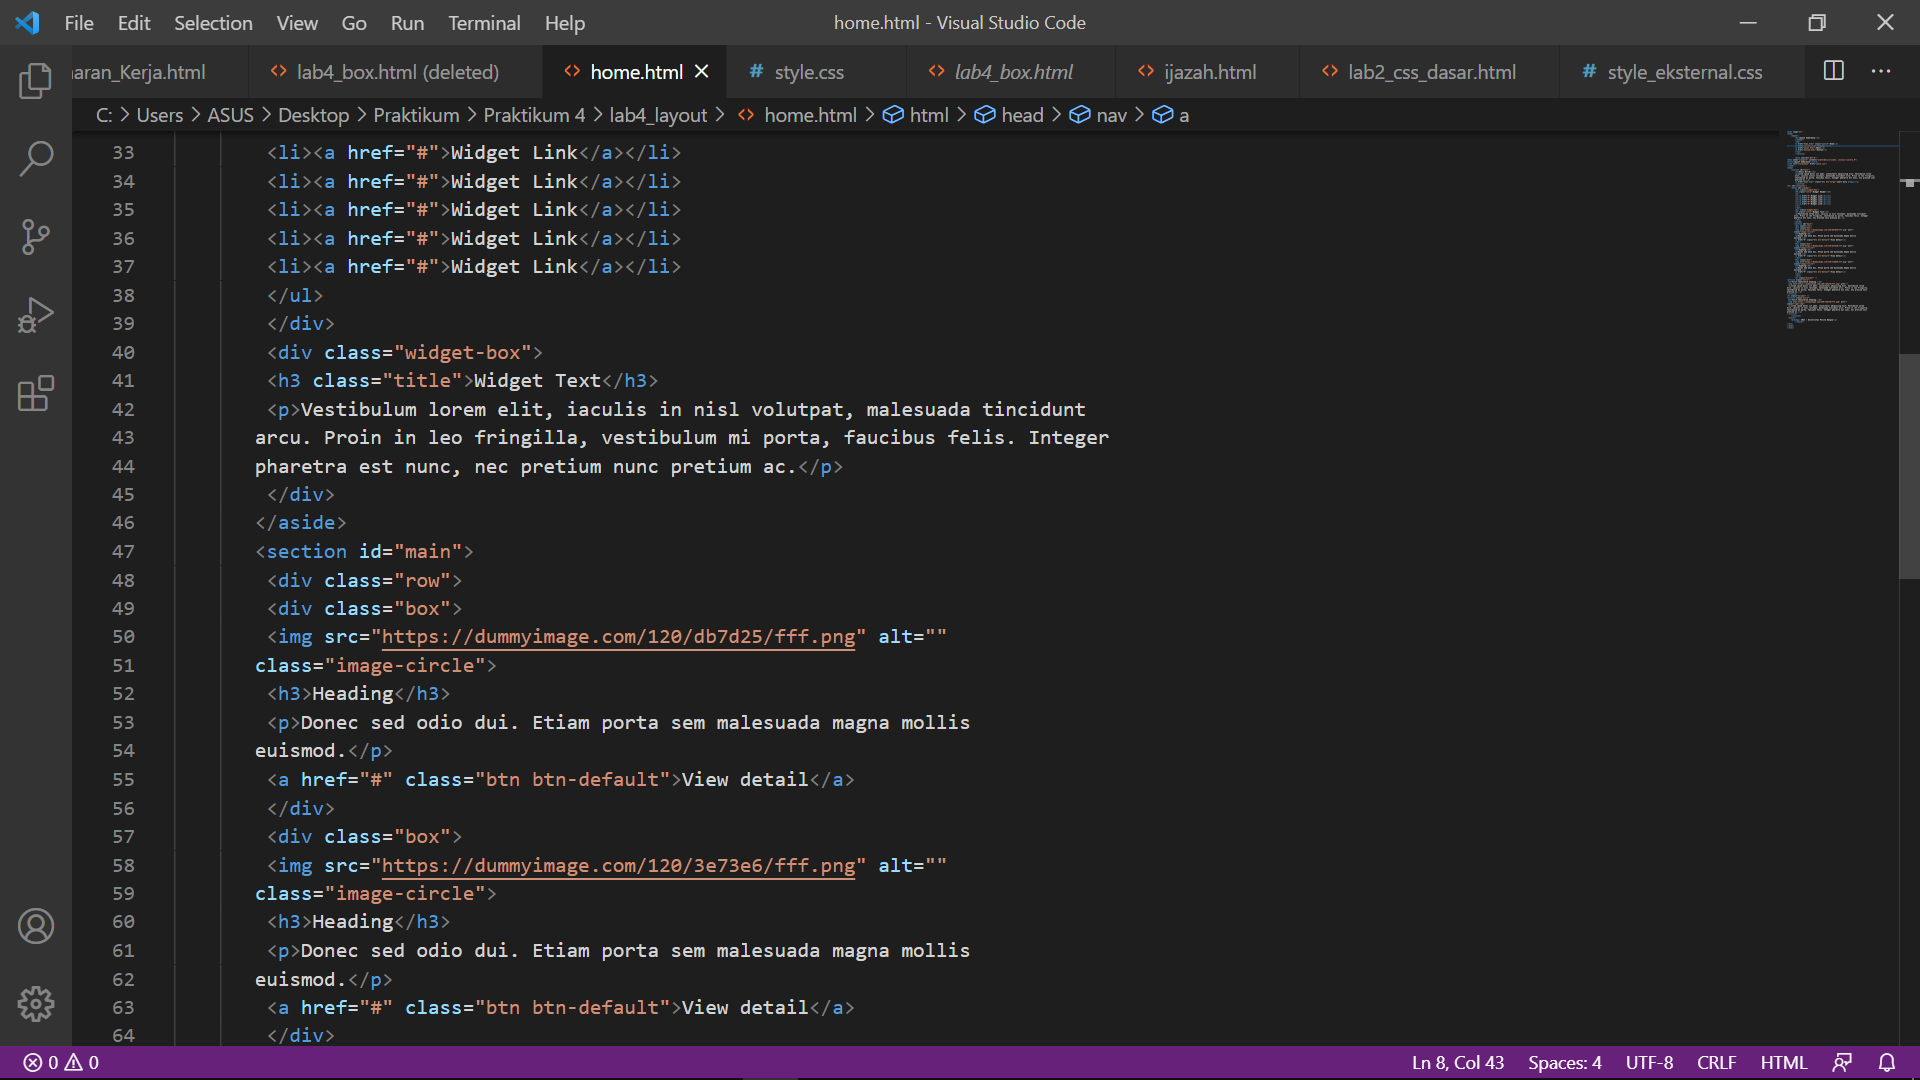 File Edit Selection View Go Run Terminal Help
home.html - Visual Studio Code
aran_Kerja.html
lab4_box.html (deleted)
home.html
style.css
lab4_box.html
ijazah.html
lab2_css_dasar.html
style_eksternal.css
C: > Users > ASUS > Desktop > Praktikum > Praktikum 4 > lab4_layout > home.html > html > head > nav > a
33 <li><a href="#">Widget Link</a></li>
34 <li><a href="#">Widget Link</a></li>
35 <li><a href="#">Widget Link</a></li>
36 <li><a href="#">Widget Link</a></li>
37 <li><a href="#">Widget Link</a></li>
38 </ul>
39 </div>
40 <div class="widget-box">
41 <h3 class="title">Widget Text</h3>
42 <p>Vestibulum lorem elit, iaculis in nisl volutpat, malesuada tincidunt
43 arcu. Proin in leo fringilla, vestibulum mi porta, faucibus felis. Integer
44 pharetra est nunc, nec pretium nunc pretium ac.</p>
45 </div>
46 </aside>
47 <section id="main">
48 <div class="row">
49 <div class="box">
50 <img src="https://dummyimage.com/120/db7d25/fff.png" alt=""
51 class="image-circle">
52 <h3>Heading</h3>
53 <p>Donec sed odio dui. Etiam porta sem malesuada magna mollis
54 euismod.</p>
55 <a href="#" class="btn btn-default">View detail</a>
56 </div>
57 <div class="box">
58 <img src="https://dummyimage.com/120/3e73e6/fff.png" alt=""
59 class="image-circle">
60 <h3>Heading</h3>
61 <p>Donec sed odio dui. Etiam porta sem malesuada magna mollis
62 euismod.</p>
63 <a href="#" class="btn btn-default">View detail</a>
64 </div>
0 0
Ln 8, Col 43 Spaces: 4 UTF-8 CRLF HTML